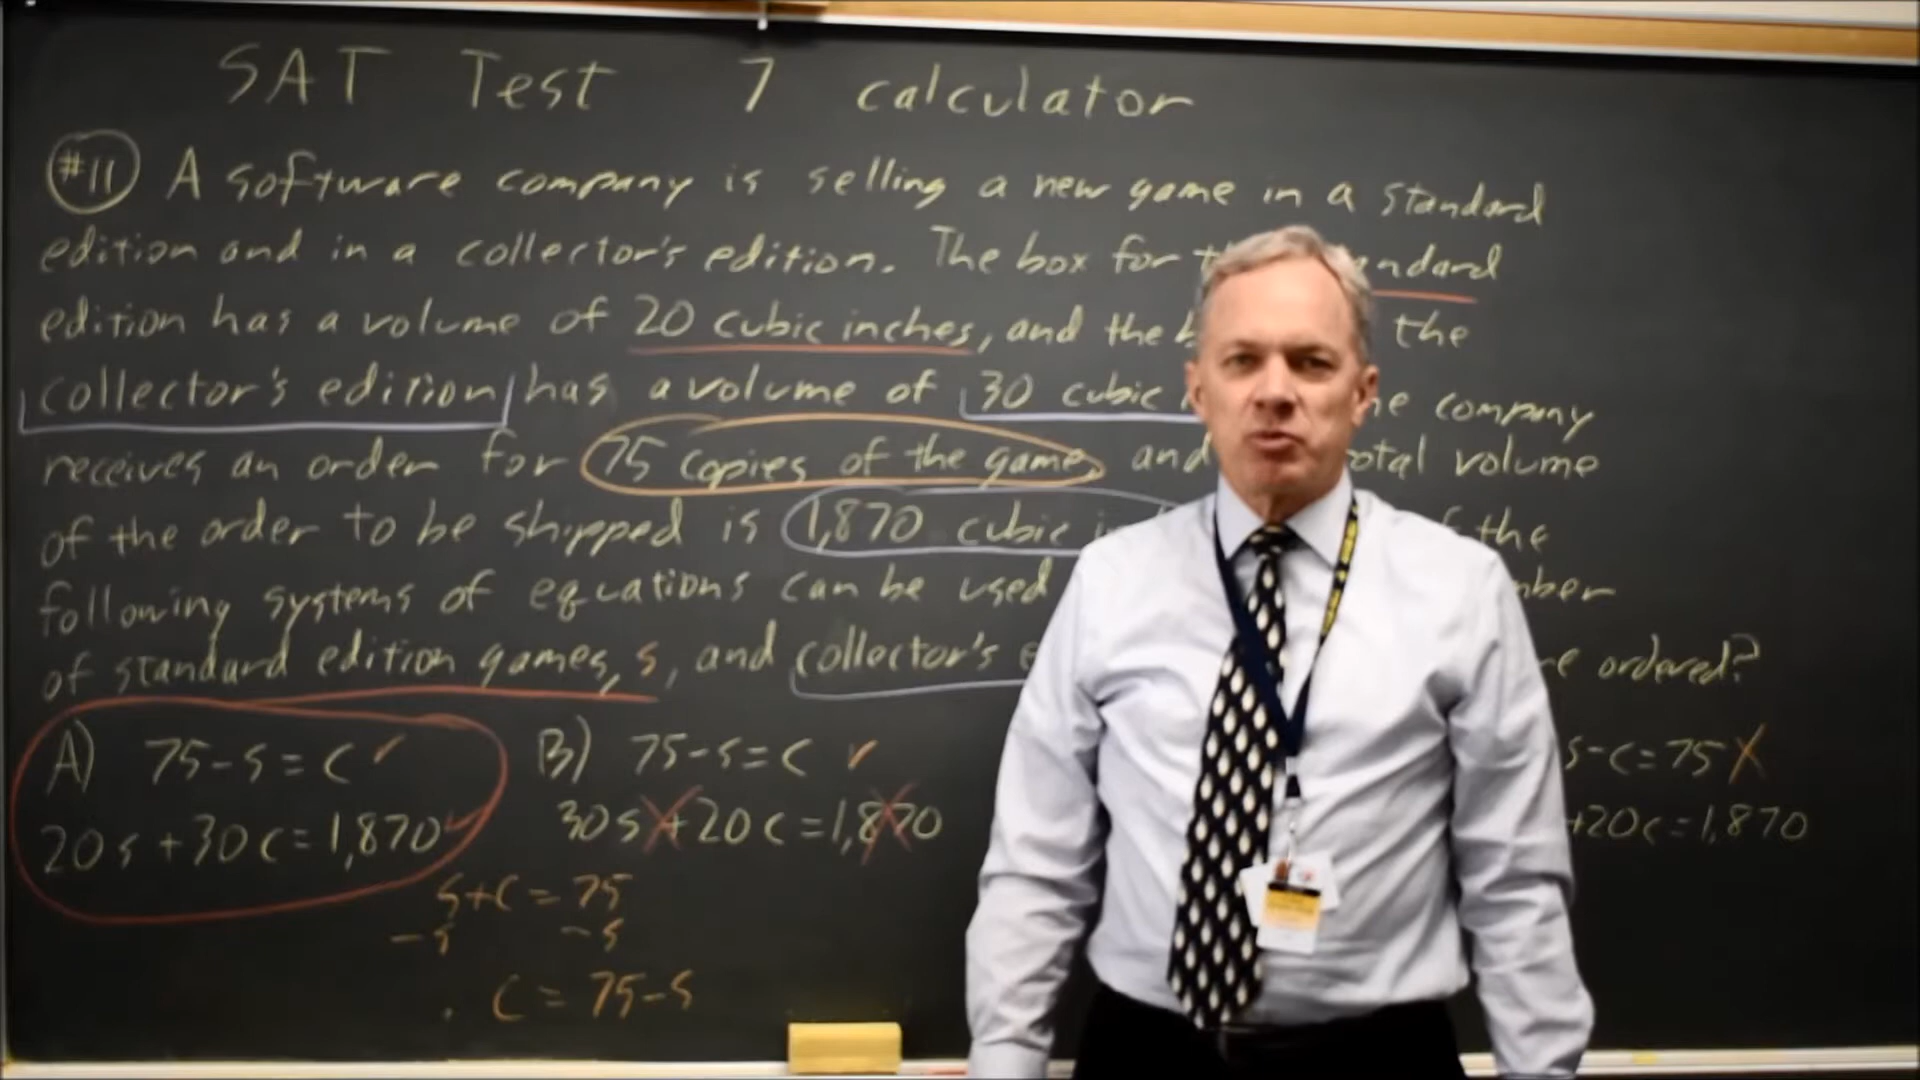 SAT Test 7 calculator
#11 A software company is selling a new game in a standard
edition and in a collector's edition. The box for ndard
edition has a volume of 20 cubic inches, and the the
collector's edition has a volume of 30 cubic company
receives an order for 75 copies of the game, and otal volume
of the order to be shipped is 1,870 cubic the
following systems of equations can be used mber
of standard edition games, s, and collector's e ordered?
A) 75-s=c ✓ B) 75-s=c ✓ s-c=75 X
20s+30c=1,870 ✓ 30s+20c=1,870 +20c=1,870
s+c=75
-s -s
c=75-s